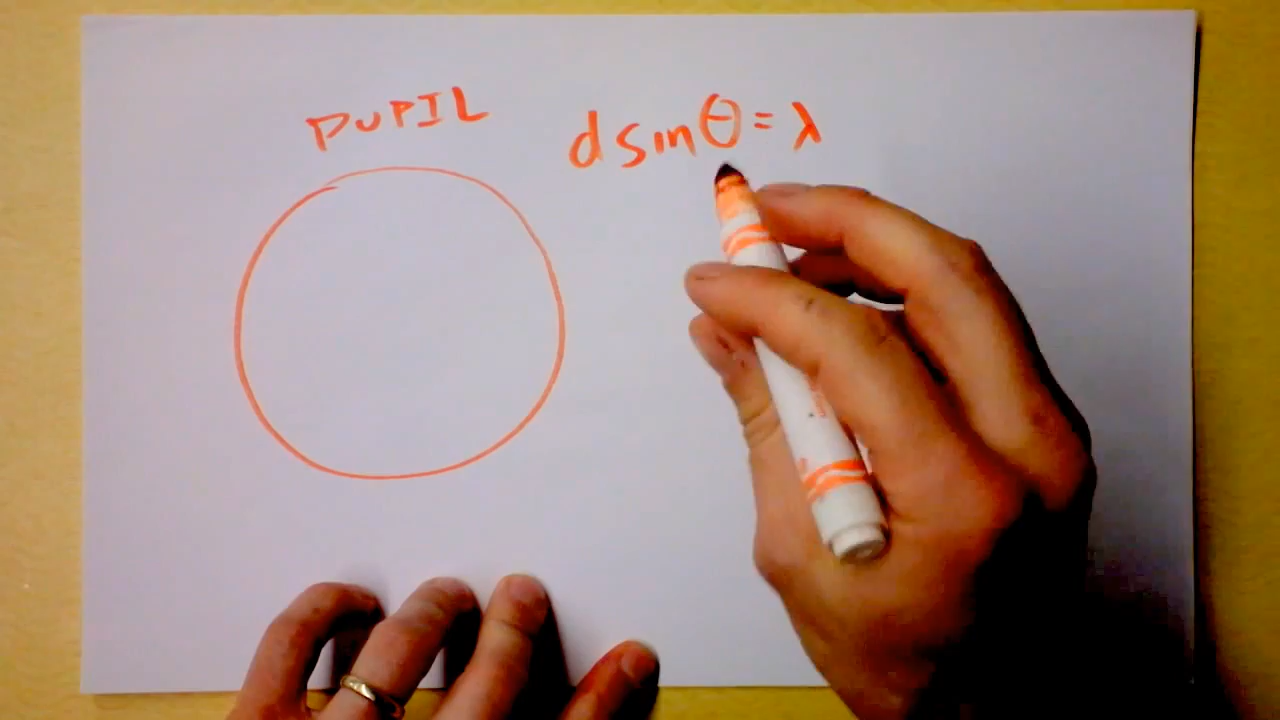 PUPIL
d sin θ = λ